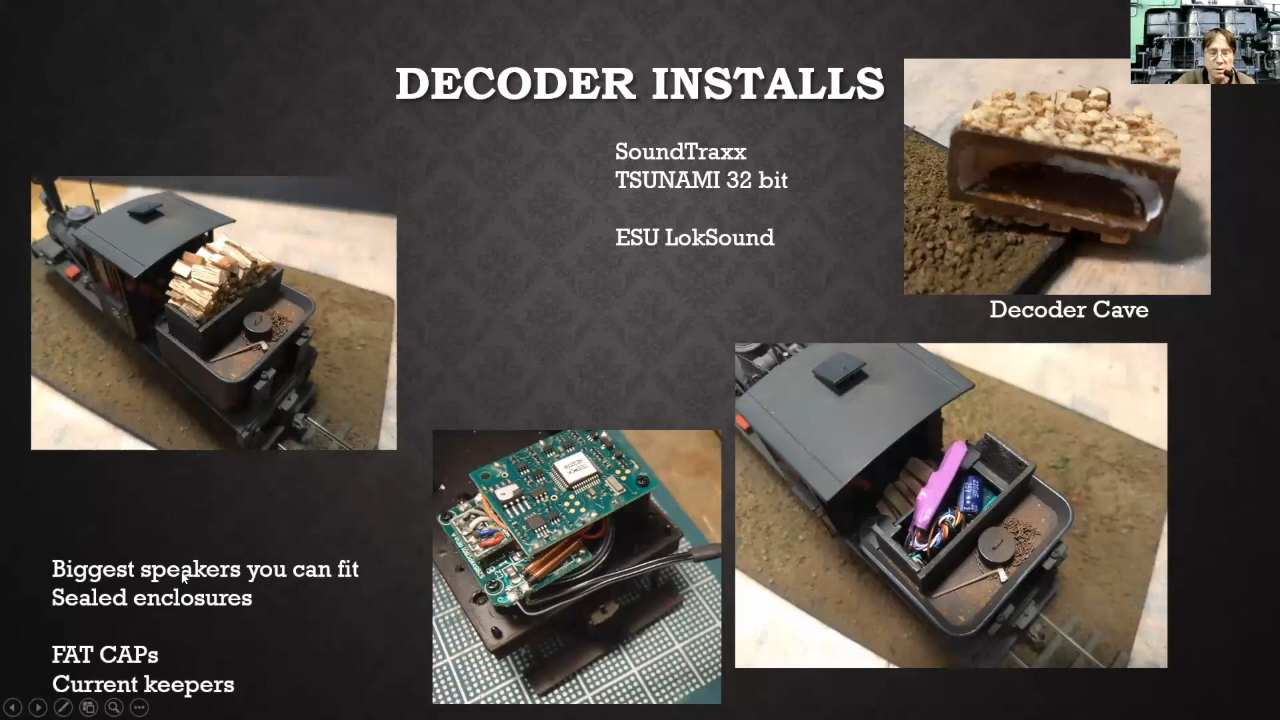 DECODER INSTALLS
SoundTraxx
TSUNAMI 32 bit
ESU LokSound
Decoder Cave
Biggest speakers you can fit
Sealed enclosures
FAT CAPs
Current keepers